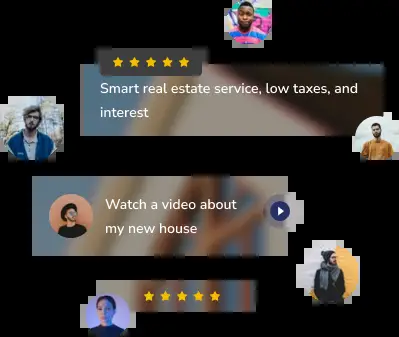 Smart real estate service, low taxes, and
interest
Watch a video about
my new house